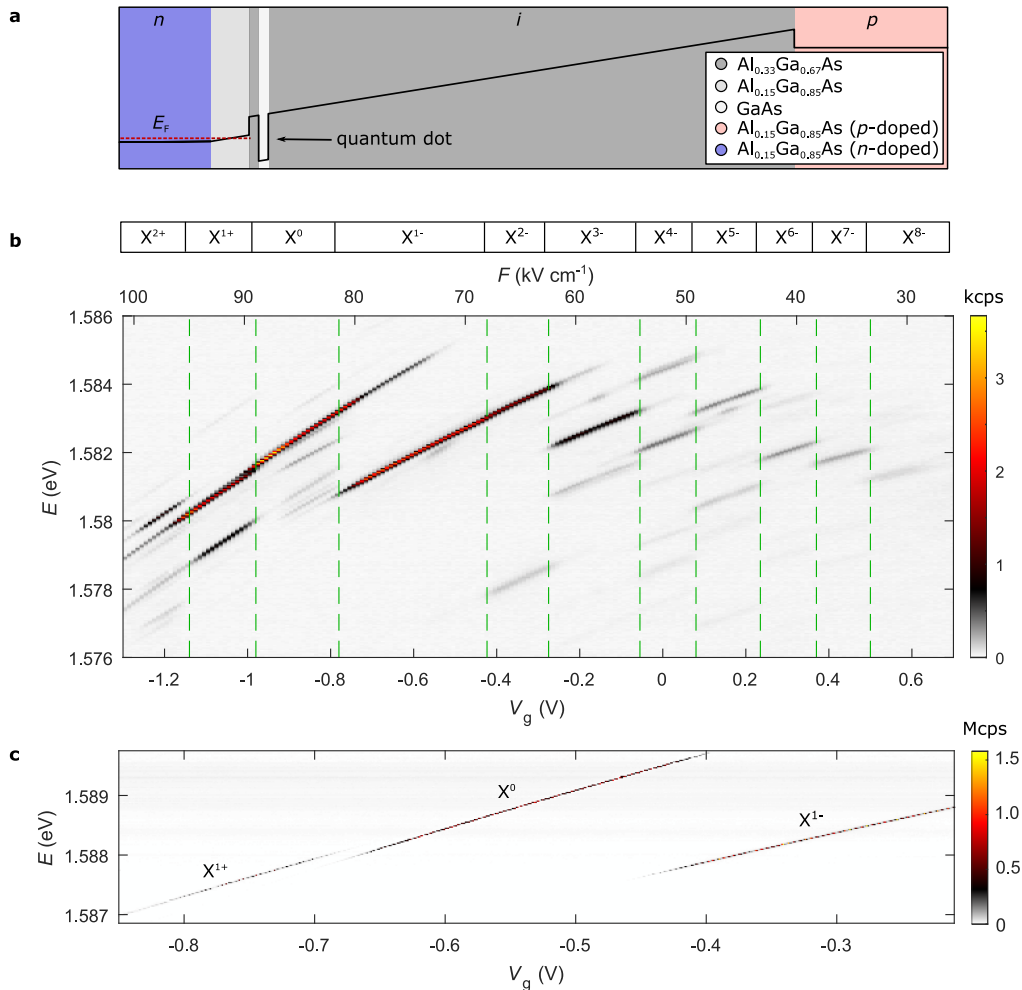 a
n
i
p
E_F
quantum dot
Al₀.₃₃Ga₀.₆₇As
Al₀.₁₅Ga₀.₈₅As
GaAs
Al₀.₁₅Ga₀.₈₅As (p-doped)
Al₀.₁₅Ga₀.₈₅As (n-doped)
X²⁺ X¹⁺ X⁰ X¹⁻ X²⁻ X³⁻ X⁴⁻ X⁵⁻ X⁶⁻ X⁷⁻ X⁸⁻
b
F (kV cm⁻¹)
100 90 80 70 60 50 40 30
kcps
1.586
1.584
1.582
1.58
1.578
1.576
E (eV)
3
2
1
0
-1.2 -1 -0.8 -0.6 -0.4 -0.2 0 0.2 0.4 0.6
V_g (V)
c
Mcps
1.589
1.588
1.587
E (eV)
X¹⁺
X⁰
X¹⁻
1.5
1.0
0.5
0
-0.8 -0.7 -0.6 -0.5 -0.4 -0.3
V_g (V)